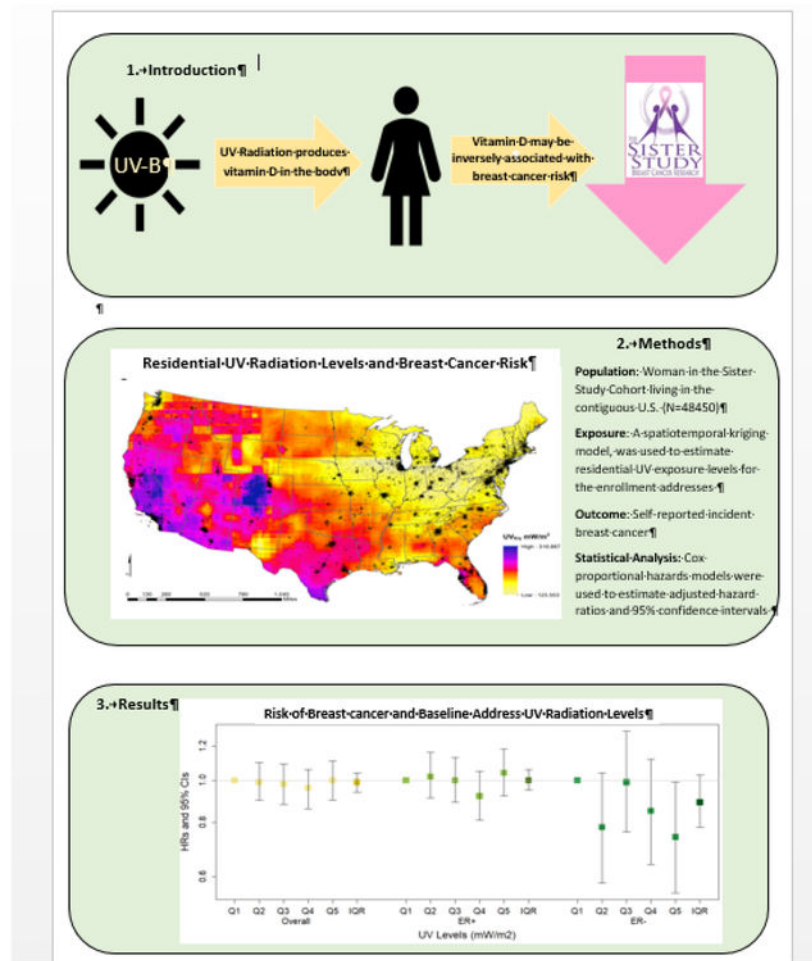 1. Introduction¶
UV-B¶
UV-Radiation·produces·
vitamin·D·in·the·body¶
Vitamin·D·may·be·
inversely·associated·with·
breast·cancer·risk¶
THE
SISTER
STUDY
BREAST CANCER RESEARCH
¶
Residential·UV·Radiation·Levels·and·Breast·Cancer·Risk¶
High
Low
2. Methods¶
Population:·Woman·in·the·Sister·
Study·Cohort·living·in·the·
contiguous·U.S.·(N=48450)¶
Exposure:·A·spatiotemporal·kriging·
model,·was·used·to·estimate·
residential·UV·exposure·levels·for·
the·enrollment·addresses·¶
Outcome:·Self-reported·incident·
breast·cancer¶
Statistical·Analysis:·Cox·
proportional·hazards·models·were·
used·to·estimate·adjusted·hazard·
ratios·and·95%·confidence·intervals·¶
3. Results¶
Risk·of·Breast·cancer·and·Baseline·Address·UV·Radiation·Levels¶
HRs and 95% CIs
1.2
1.0
0.8
0.6
Q1 Q2 Q3 Q4 Q5 IQR Q1 Q2 Q3 Q4 Q5 IQR Q1 Q2 Q3 Q4 Q5 IQR
Overall ER+ ER-
UV Levels (mW/m2)